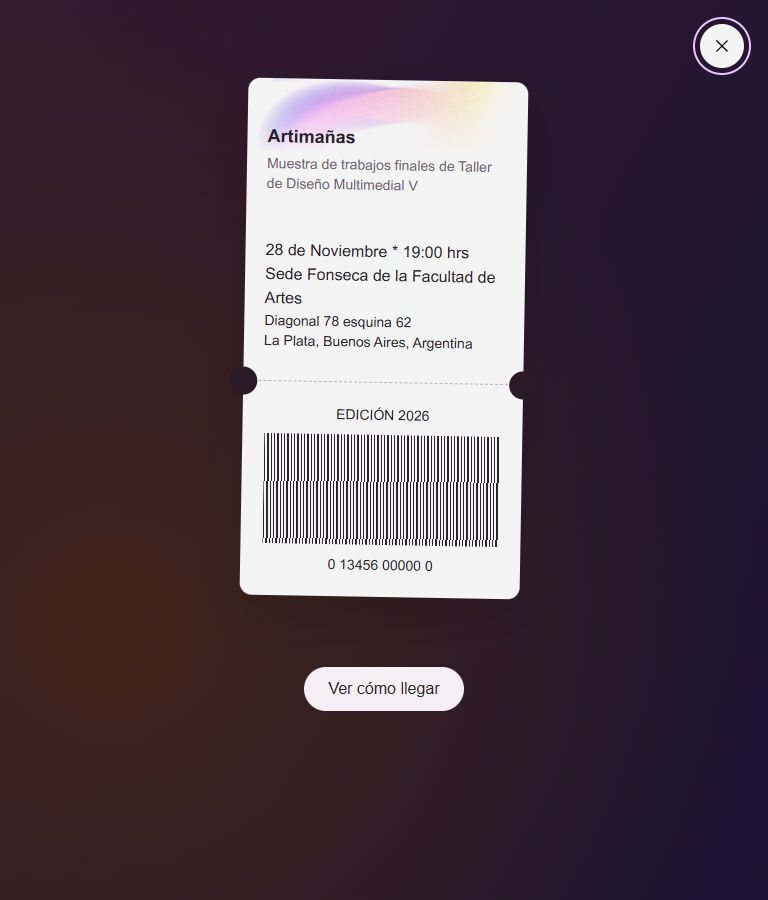 Artimañas
Muestra de trabajos finales de Taller
de Diseño Multimedial V
28 de Noviembre * 19:00 hrs
Sede Fonseca de la Facultad de
Artes
Diagonal 78 esquina 62
La Plata, Buenos Aires, Argentina
EDICIÓN 2026
0 13456 00000 0
Ver cómo llegar